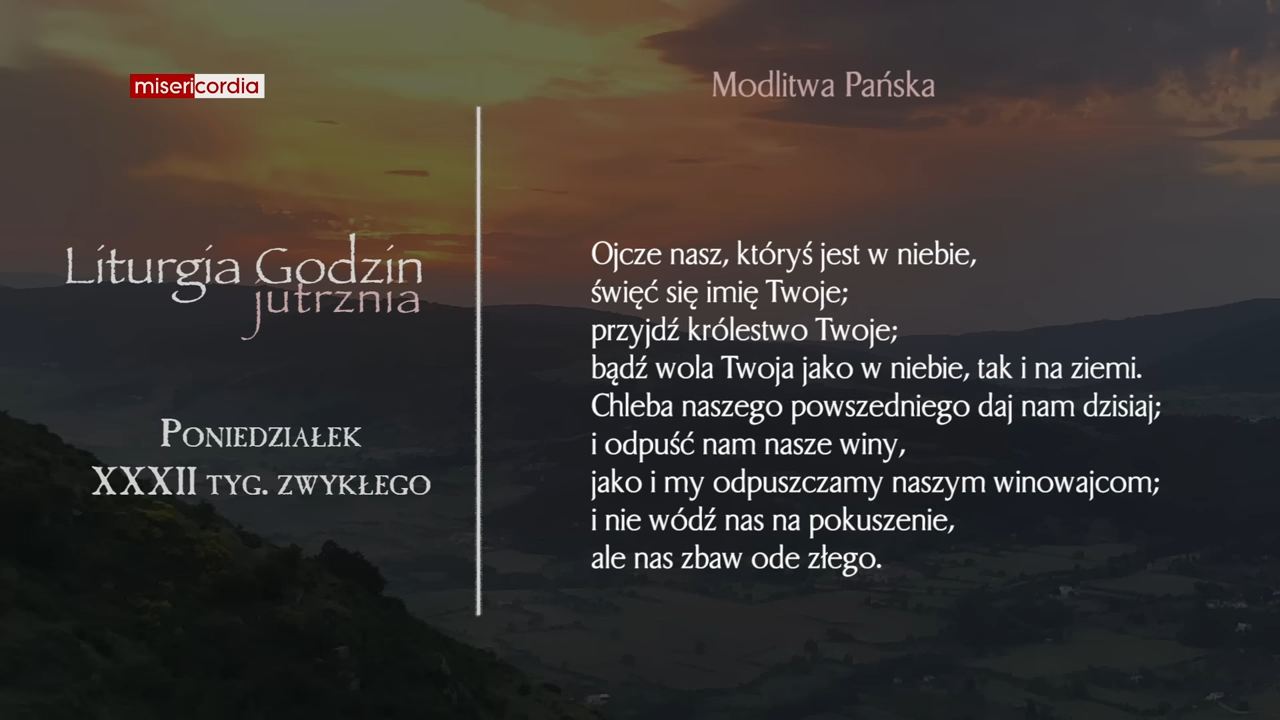 misericordia
Modlitwa Pańska
Liturgia Godzin
jutrznia
Poniedziałek
XXXII tyg. zwykłego
Ojcze nasz, któryś jest w niebie,
święć się imię Twoje;
przyjdź królestwo Twoje;
bądź wola Twoja jako w niebie, tak i na ziemi.
Chleba naszego powszedniego daj nam dzisiaj;
i odpuść nam nasze winy,
jako i my odpuszczamy naszym winowajcom;
i nie wódź nas na pokuszenie,
ale nas zbaw ode złego.